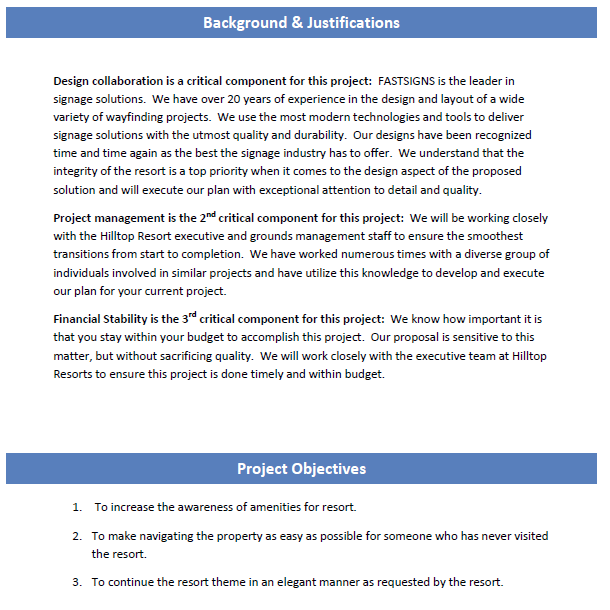 Background & Justifications
Design collaboration is a critical component for this project:  FASTSIGNS is the leader in
signage solutions.  We have over 20 years of experience in the design and layout of a wide
variety of wayfinding projects.  We use the most modern technologies and tools to deliver
signage solutions with the utmost quality and durability.  Our designs have been recognized
time and time again as the best the signage industry has to offer.  We understand that the
integrity of the resort is a top priority when it comes to the design aspect of the proposed
solution and will execute our plan with exceptional attention to detail and quality.
Project management is the 2nd critical component for this project:  We will be working closely
with the Hilltop Resort executive and grounds management staff to ensure the smoothest
transitions from start to completion.  We have worked numerous times with a diverse group of
individuals involved in similar projects and have utilize this knowledge to develop and execute
our plan for your current project.
Financial Stability is the 3rd critical component for this project:  We know how important it is
that you stay within your budget to accomplish this project.  Our proposal is sensitive to this
matter, but without sacrificing quality.  We will work closely with the executive team at Hilltop
Resorts to ensure this project is done timely and within budget.
Project Objectives
1.  To increase the awareness of amenities for resort.
2.  To make navigating the property as easy as possible for someone who has never visited
the resort.
3.  To continue the resort theme in an elegant manner as requested by the resort.